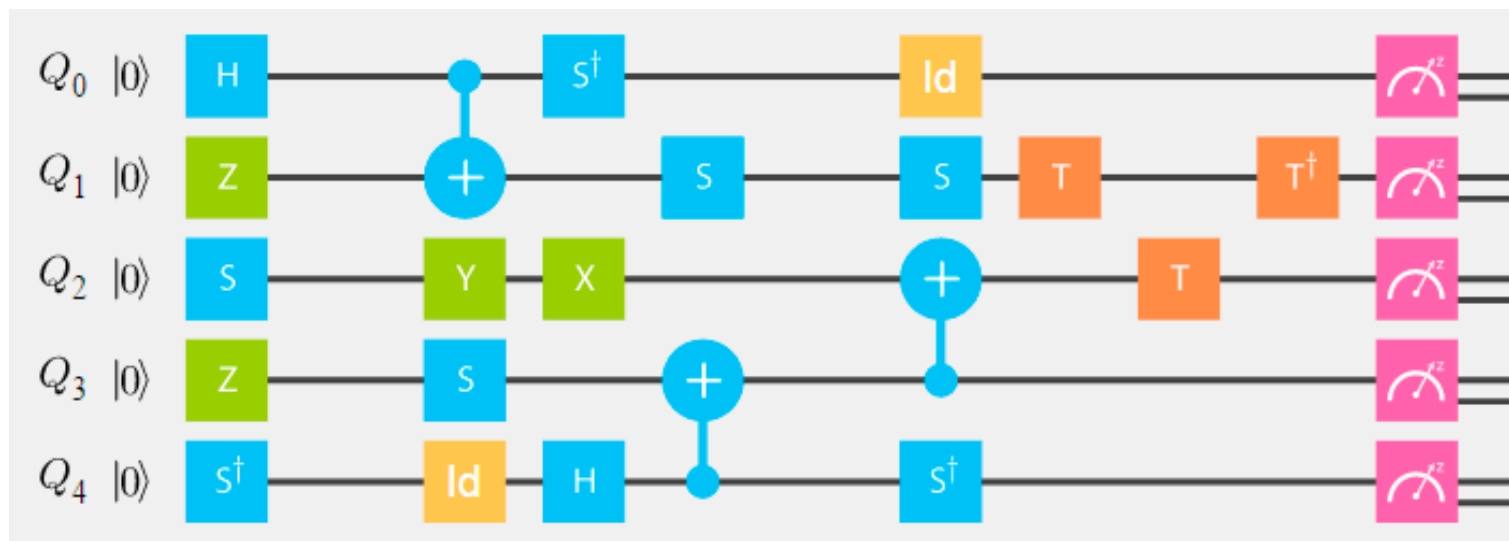 Q0 |0⟩ H S† Id z
Q1 |0⟩ Z + S S T T† z
Q2 |0⟩ S Y X + T z
Q3 |0⟩ Z S + z
Q4 |0⟩ S† Id H S† z